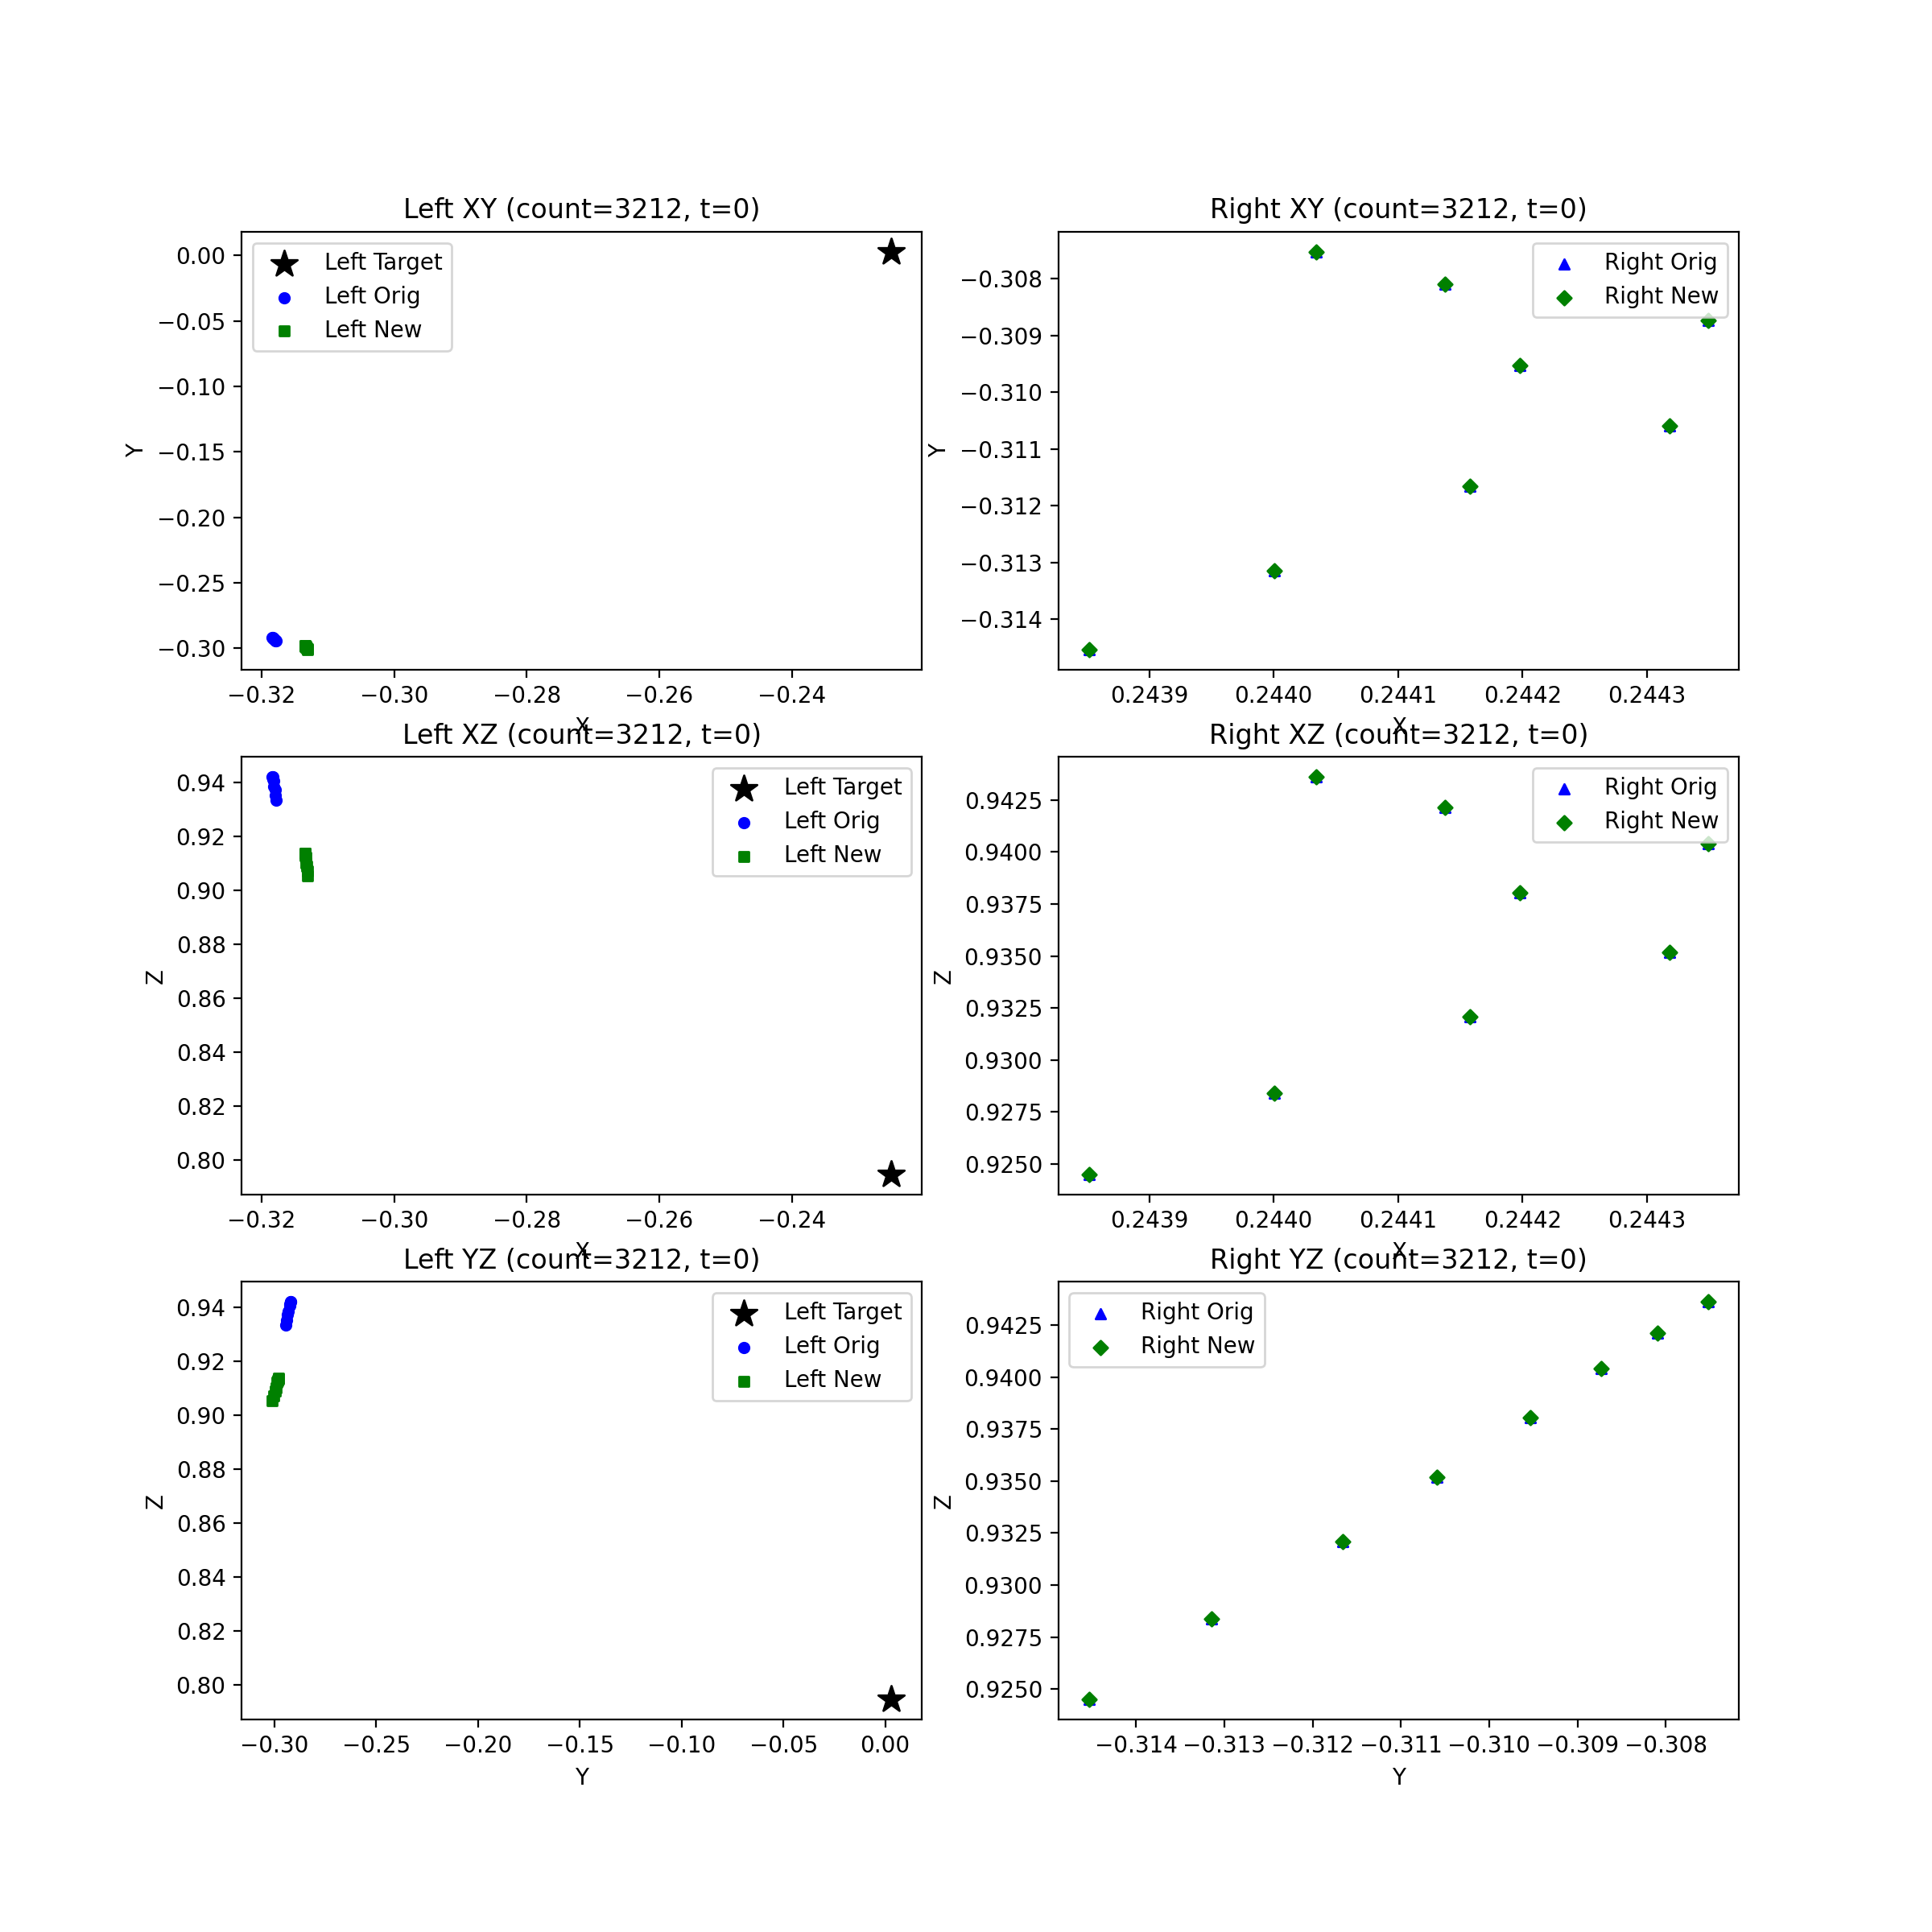 Left XY (count=3212, t=0)
Left Target
Left Orig
Left New
0.00
−0.05
−0.10
−0.15
−0.20
−0.25
−0.30
Y
−0.32
−0.30
−0.28
−0.26
−0.24
X
Right XY (count=3212, t=0)
Right Orig
Right New
−0.308
−0.309
−0.310
−0.311
−0.312
−0.313
−0.314
Y
0.2439
0.2440
0.2441
0.2442
0.2443
X
Left XZ (count=3212, t=0)
Left Target
Left Orig
Left New
0.94
0.92
0.90
0.88
0.86
0.84
0.82
0.80
Z
−0.32
−0.30
−0.28
−0.26
−0.24
X
Right XZ (count=3212, t=0)
Right Orig
Right New
0.9425
0.9400
0.9375
0.9350
0.9325
0.9300
0.9275
0.9250
Z
0.2439
0.2440
0.2441
0.2442
0.2443
X
Left YZ (count=3212, t=0)
Left Target
Left Orig
Left New
0.94
0.92
0.90
0.88
0.86
0.84
0.82
0.80
Z
−0.30
−0.25
−0.20
−0.15
−0.10
−0.05
0.00
Y
Right YZ (count=3212, t=0)
Right Orig
Right New
0.9425
0.9400
0.9375
0.9350
0.9325
0.9300
0.9275
0.9250
Z
−0.314
−0.313
−0.312
−0.311
−0.310
−0.309
−0.308
Y